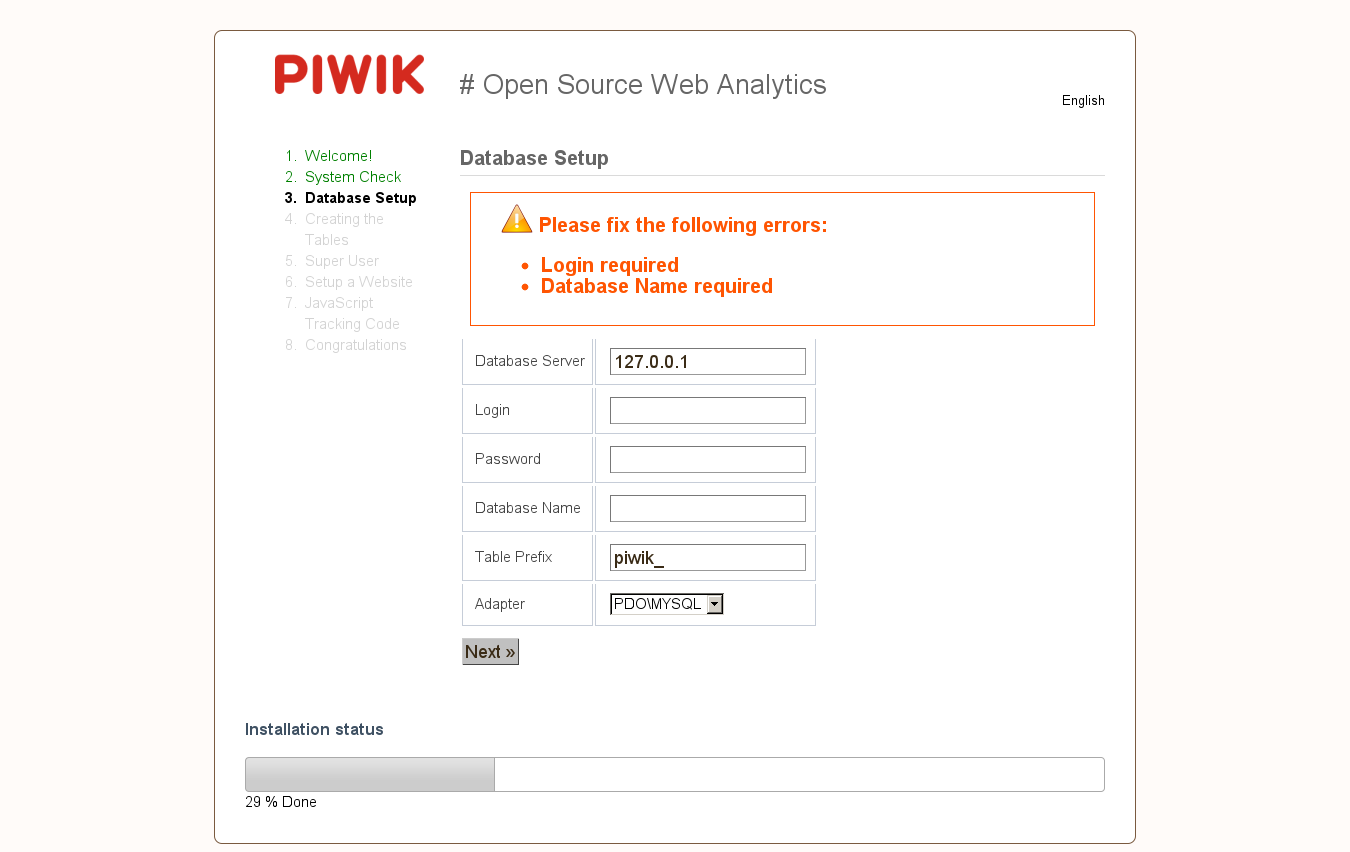 PIWIK
# Open Source Web Analytics
English
1. Welcome!
2. System Check
3. Database Setup
4. Creating the
Tables
5. Super User
6. Setup a Website
7. JavaScript
Tracking Code
8. Congratulations
Database Setup
Please fix the following errors:
• Login required
• Database Name required
Database Server 127.0.0.1
Login
Password
Database Name
Table Prefix piwik_
Adapter PDO\MYSQL
Next »
Installation status
29 % Done